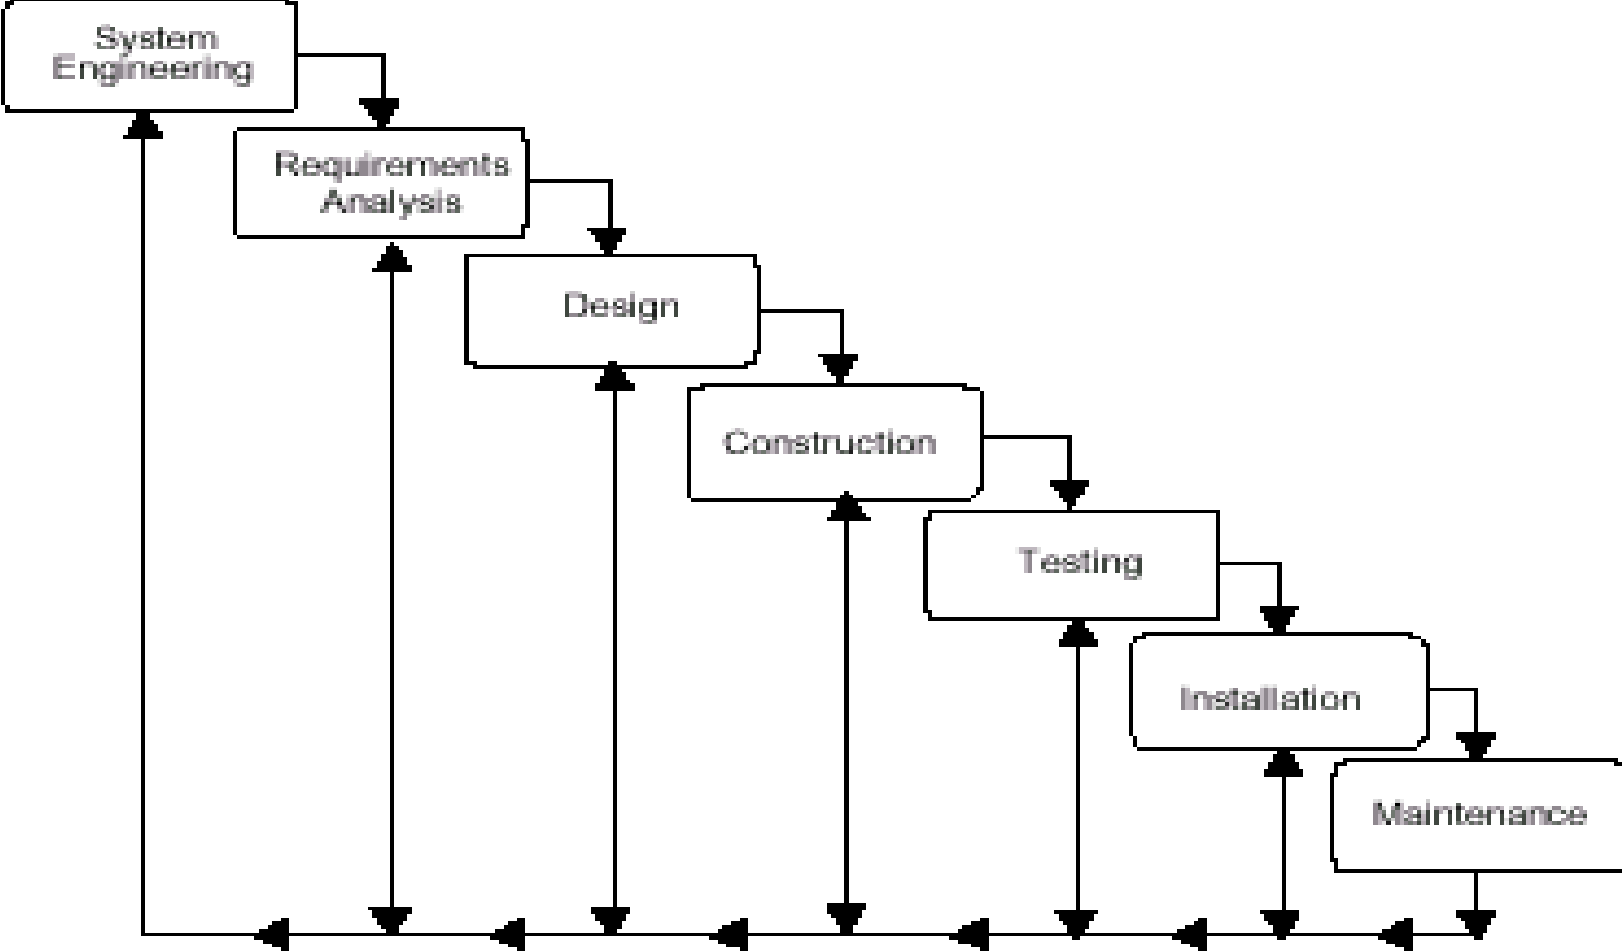 System
Engineering
Requirements
Analysis
Design
Construction
Testing
Installation
Maintenance